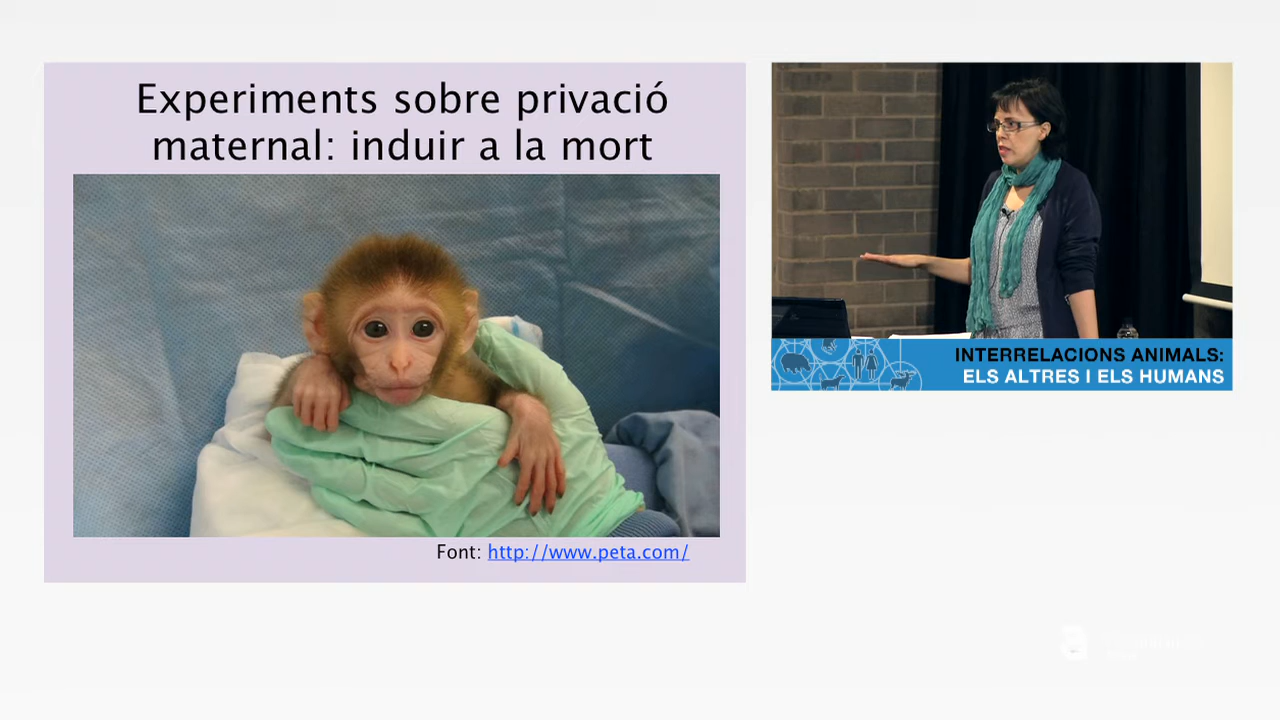 Experiments sobre privació
maternal: induir a la mort
Font: http://www.peta.com/
INTERRELACIONS ANIMALS:
ELS ALTRES I ELS HUMANS